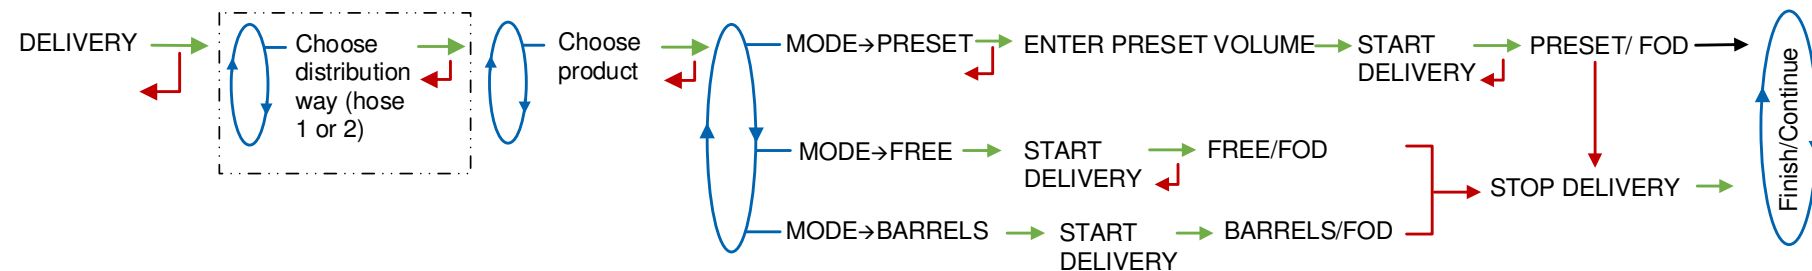 DELIVERY
Choose
distribution
way (hose
1 or 2)
Choose
product
MODE→PRESET
ENTER PRESET VOLUME
START
DELIVERY
PRESET/ FOD
MODE→FREE
START
DELIVERY
FREE/FOD
MODE→BARRELS
START
DELIVERY
BARRELS/FOD
STOP DELIVERY
Finish/Continue